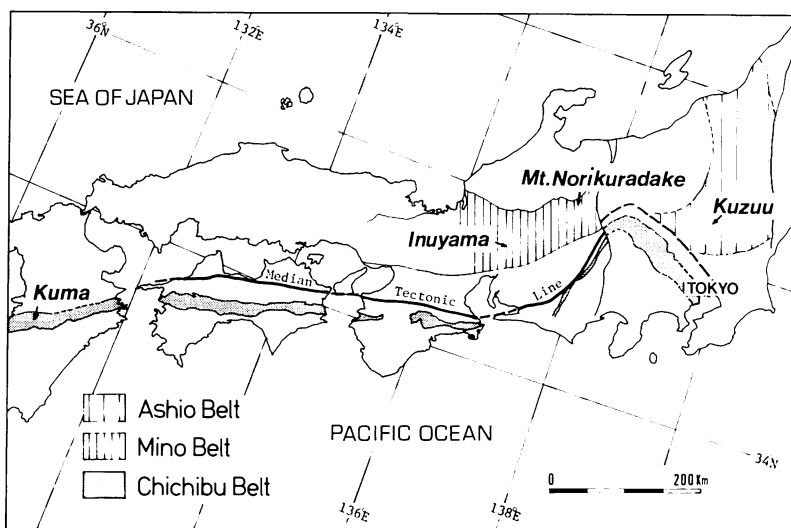 36°N
132°E
134°E
SEA OF JAPAN
Mt.Norikuradake
Kuzuu
Inuyama
Kuma
Median
Tectonic
Line
TOKYO
Ashio Belt
Mino Belt
Chichibu Belt
PACIFIC OCEAN
34N
0 200 Km
136°E
138°E